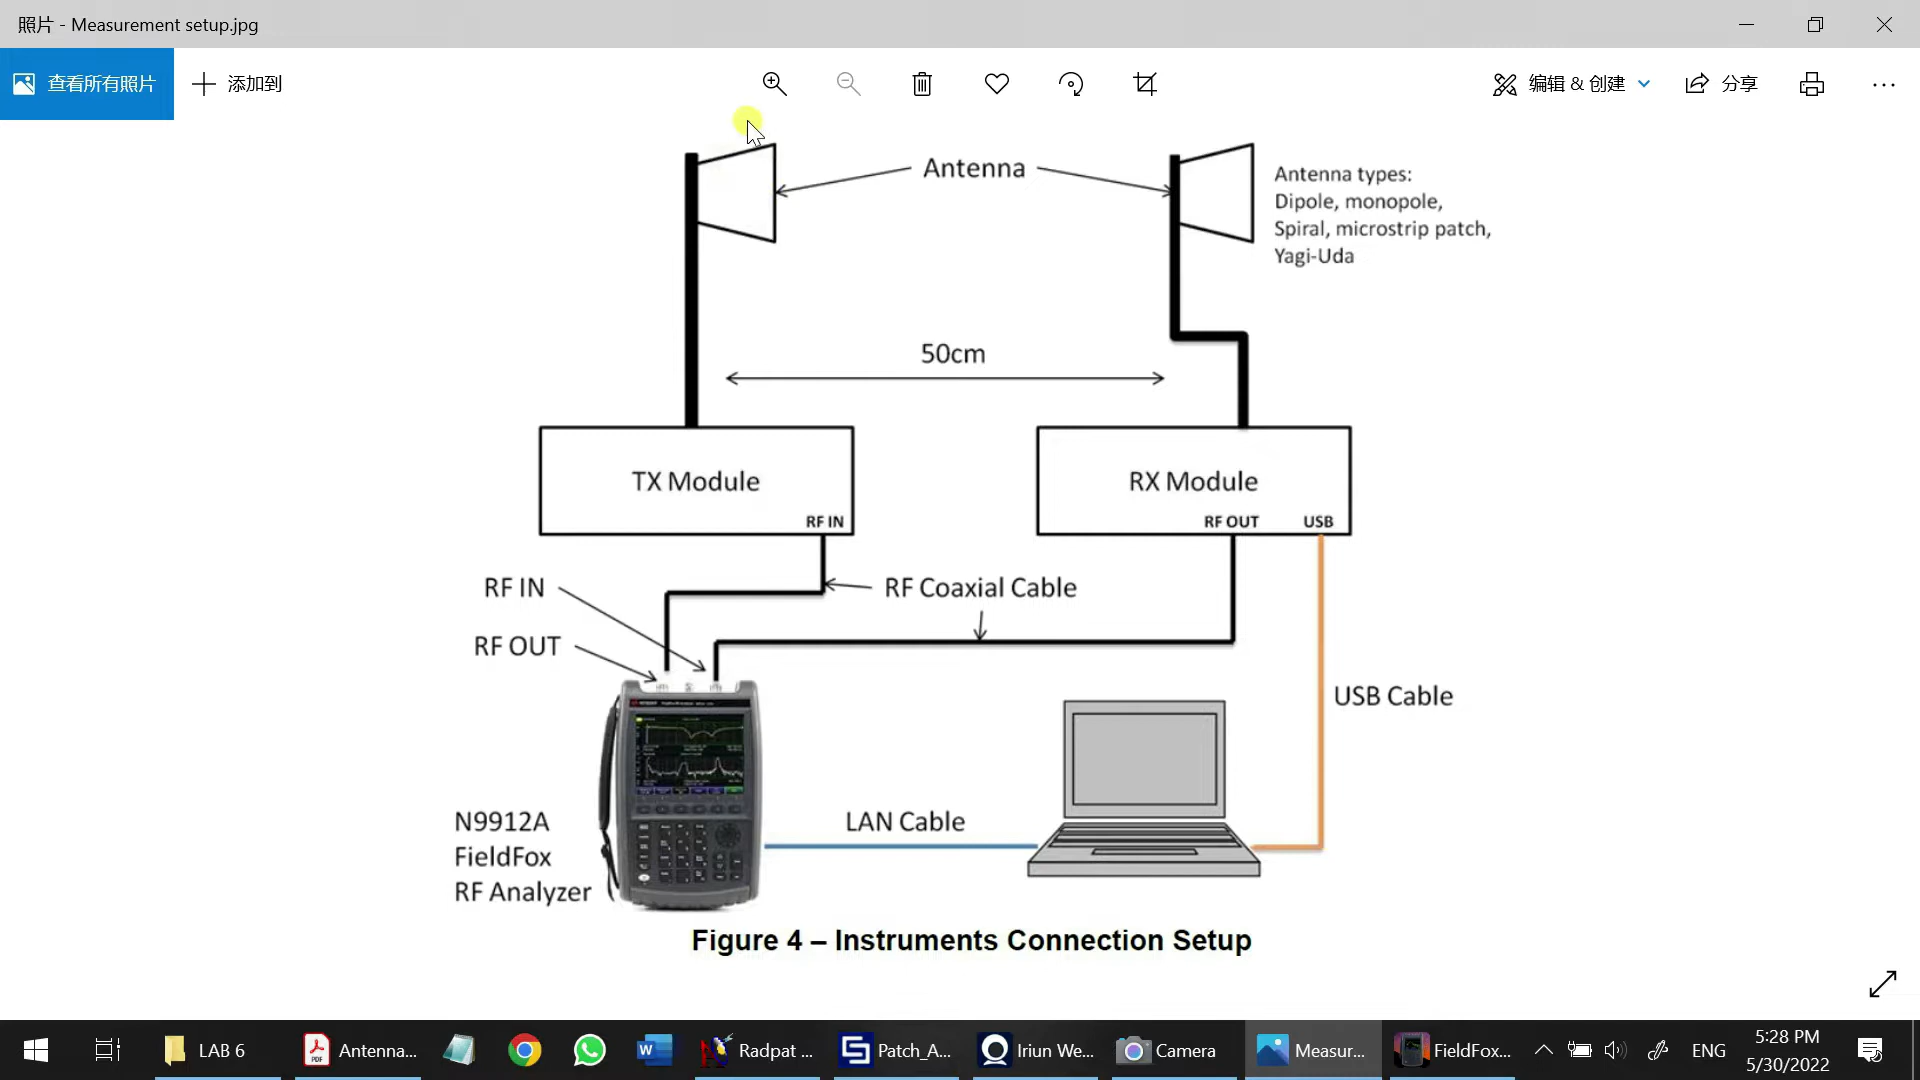 照片 - Measurement setup.jpg
查看所有照片
添加到
编辑 & 创建
分享
Antenna
Antenna types:
Dipole, monopole,
Spiral, microstrip patch,
Yagi-Uda
50cm
TX Module
RF IN
RX Module
RF OUT USB
RF IN
RF Coaxial Cable
RF OUT
USB Cable
N9912A
FieldFox
RF Analyzer
LAN Cable
Figure 4 – Instruments Connection Setup
LAB 6
Antenna...
Radpat ...
Patch_A...
Iriun We...
Camera
Measur...
FieldFox...
ENG
5:28 PM
5/30/2022